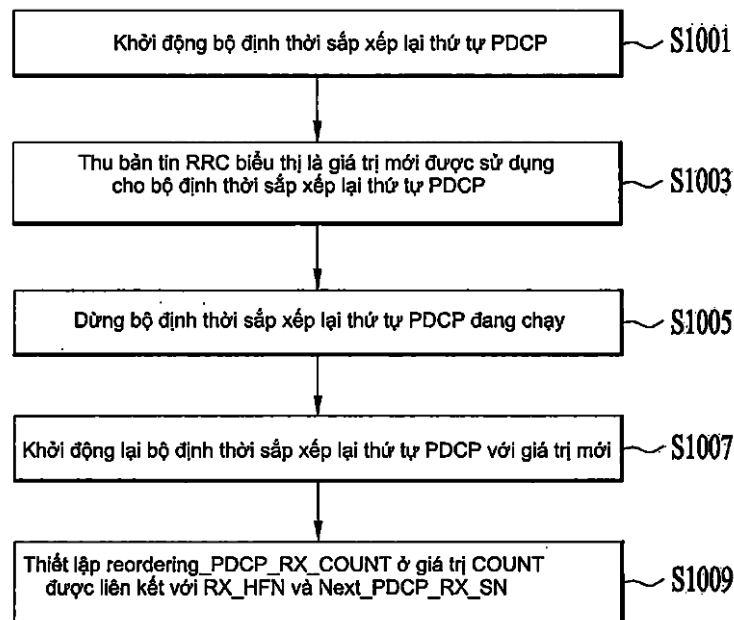 Khởi động bộ định thời sắp xếp lại thứ tự PDCP
S1001
Thu bản tin RRC biểu thị là giá trị mới được sử dụng
cho bộ định thời sắp xếp lại thứ tự PDCP
S1003
Dừng bộ định thời sắp xếp lại thứ tự PDCP đang chạy
S1005
Khởi động lại bộ định thời sắp xếp lại thứ tự PDCP với giá trị mới
S1007
Thiết lập reordering_PDCP_RX_COUNT ở giá trị COUNT
được liên kết với RX_HFN và Next_PDCP_RX_SN
S1009